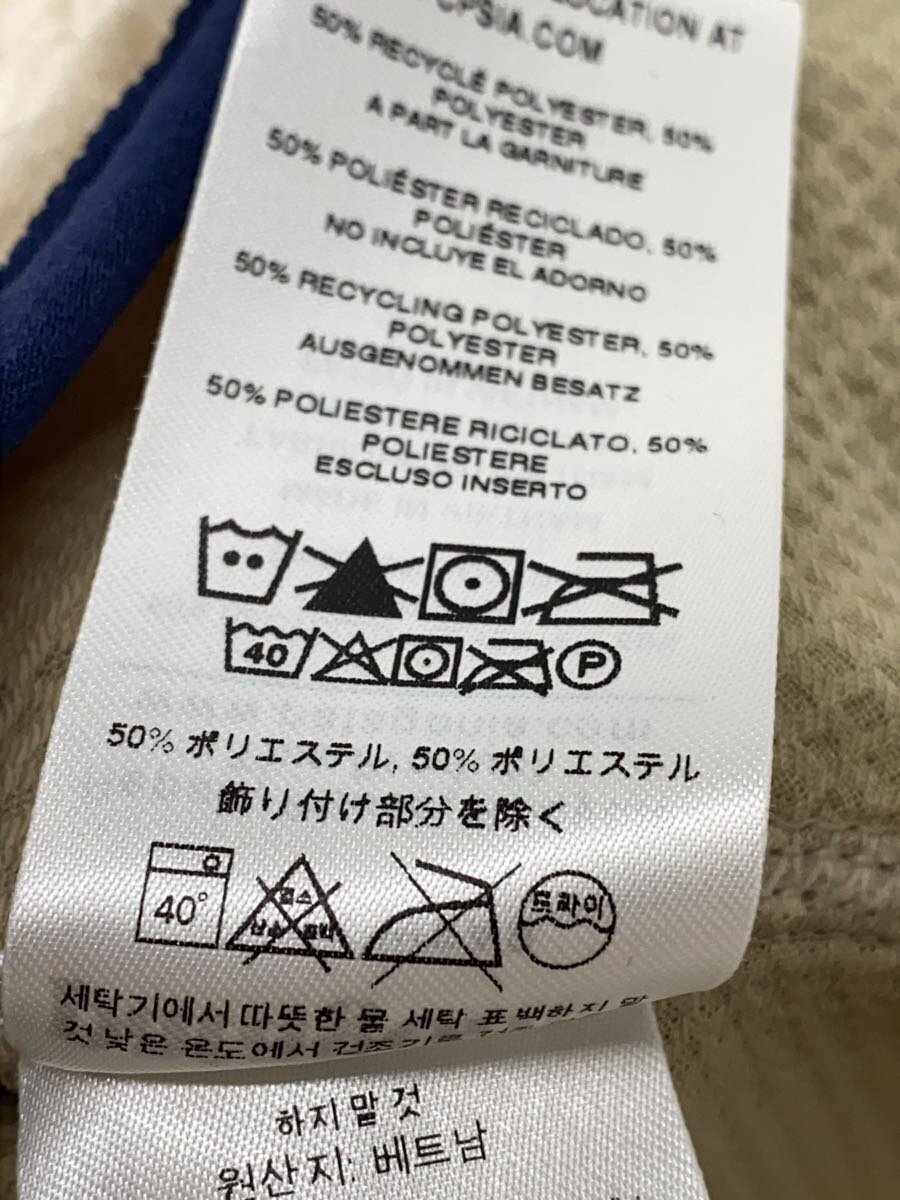 LOCATION AT
CPSIA.COM
50% RECYCLÉ POLYESTER, 50%
POLYESTER
A PART LA GARNITURE
50% POLIÉSTER RECICLADO, 50%
POLIÉSTER
NO INCLUYE EL ADORNO
50% RECYCLING POLYESTER, 50%
POLYESTER
AUSGENOMMEN BESATZ
50% POLIESTERE RICICLATO, 50%
POLIESTERE
ESCLUSO INSERTO
40 P
50% ポリエステル, 50% ポリエステル
飾り付け部分を除く
40° 드라이
세탁기에서 따뜻한 물 세탁 표백하지 말
것 낮은 온도에서 건조기를
하지 말 것
원산지: 베트남